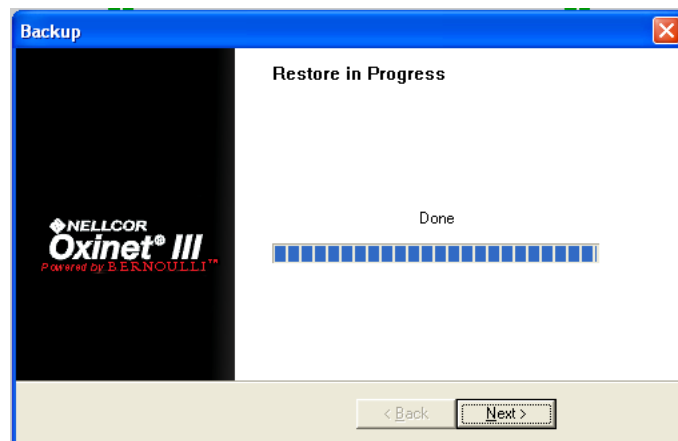 Backup
Restore in Progress
Done
NELLCOR
Oxinet® III
Powered by BERNOULLI™
< Back
Next >